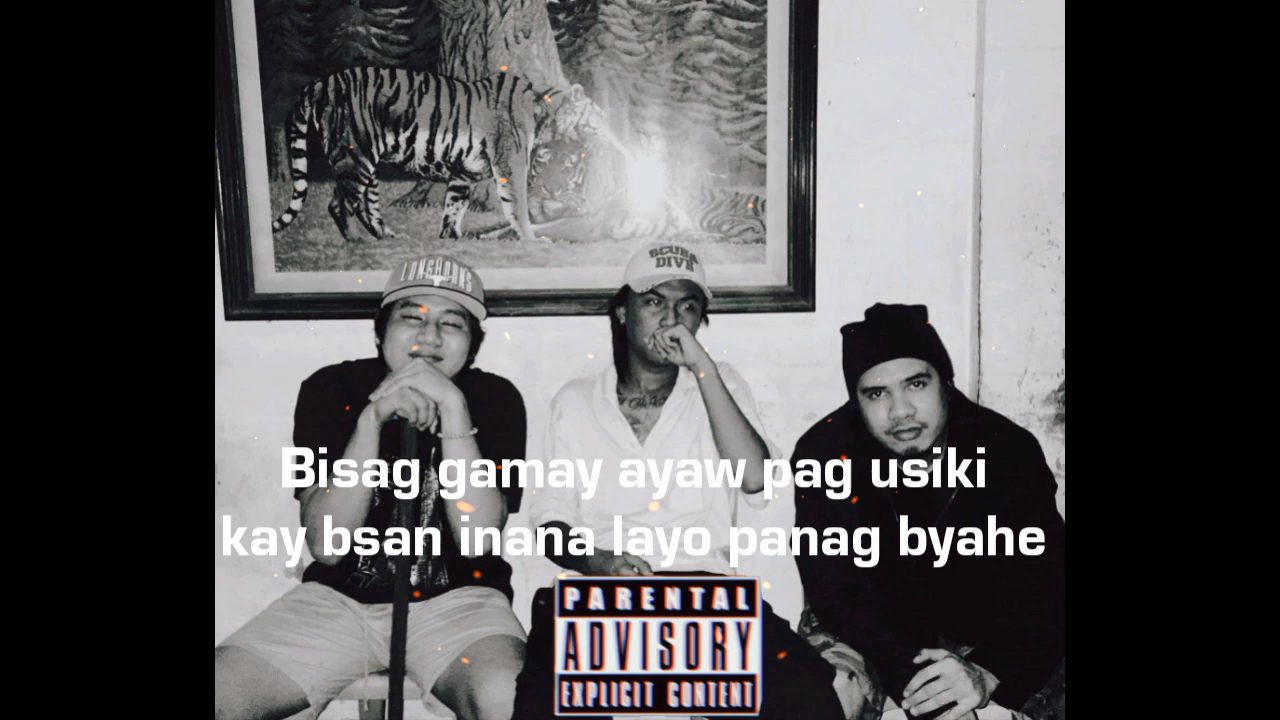 LONGHORNS
SCUBA
DIVE
Bisag gamay ayaw pag usiki
kay bsan inana layo panag byahe
PARENTAL
ADVISORY
EXPLICIT CONTENT